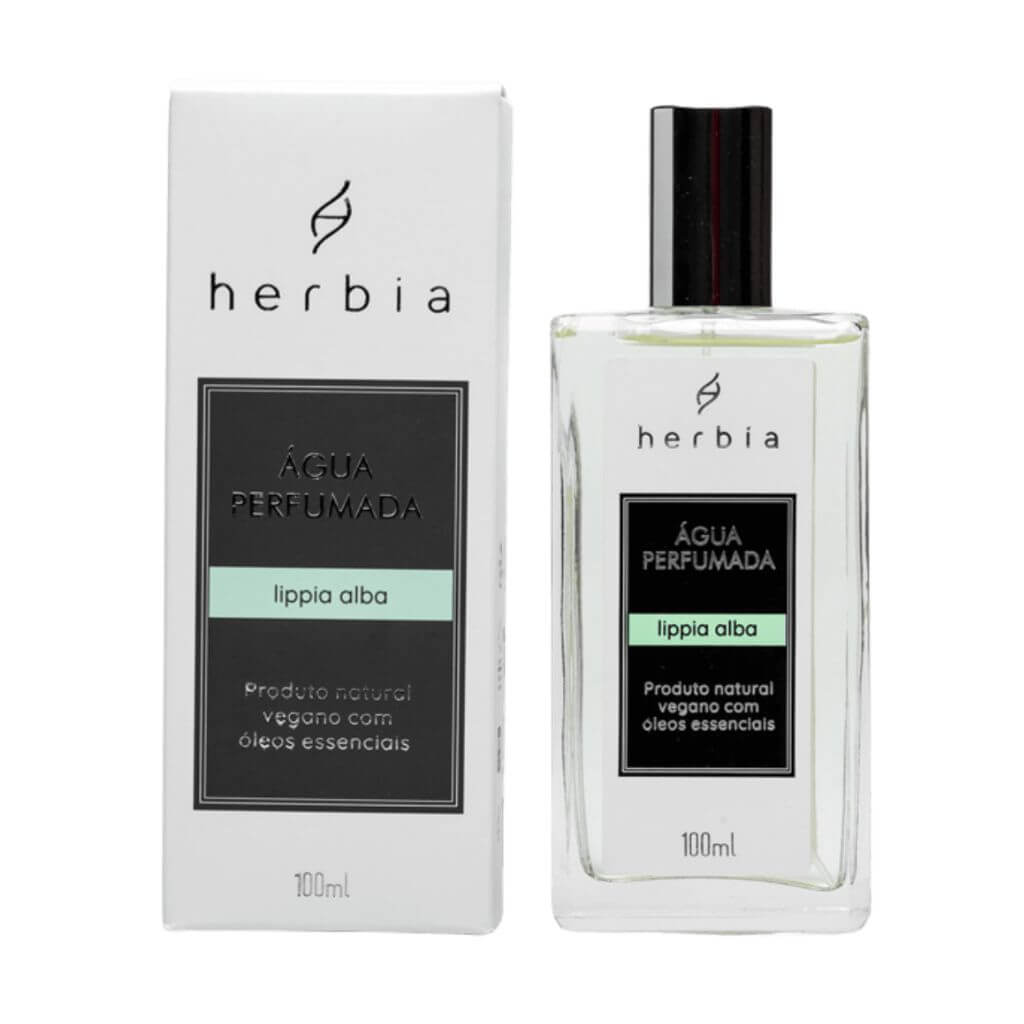 herbia
ÁGUA
PERFUMADA
lippia alba
Produto natural
vegano com
óleos essenciais
100ml
herbia
ÁGUA
PERFUMADA
lippia alba
Produto natural
vegano com
óleos essenciais
100ml